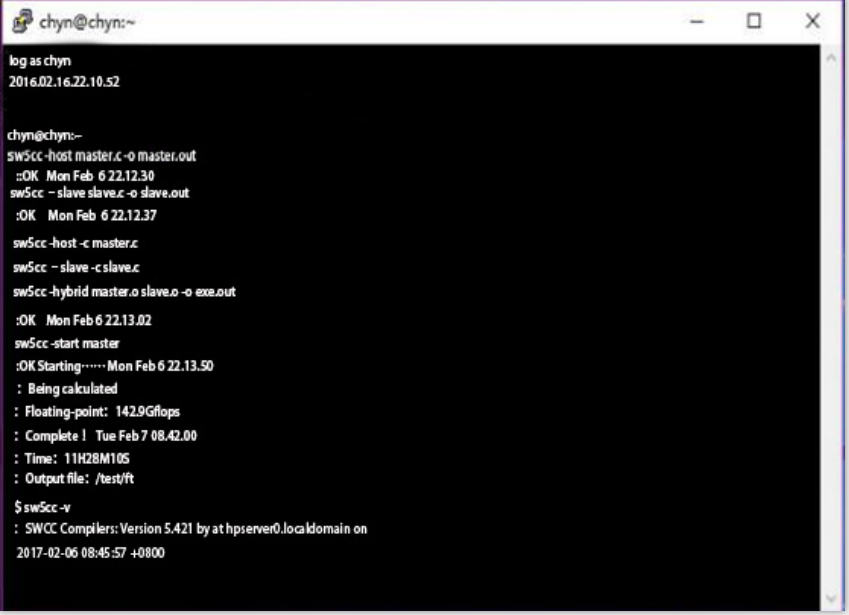 chyn@chyn:~
log as chyn
2016.02.16.22.10.52
chyn@chyn:~
sw5cc-host master.c -o master.out
::OK Mon Feb 6 22.12.30
sw5cc – slave slave.c -o slave.out
:OK Mon Feb 6 22.12.37
sw5cc -host -c master.c
sw5cc – slave -c slave.c
sw5cc -hybrid master.o slave.o -o exe.out
:OK Mon Feb 6 22.13.02
sw5cc -start master
:OK Starting······Mon Feb 6 22.13.50
: Being calculated
: Floating-point: 142.9Gflops
: Complete! Tue Feb 7 08.42.00
: Time: 11H28M10S
: Output file: /test/ft
$ sw5cc -v
: SWCC Compilers: Version 5.421 by at hpserver0.localdomain on
2017-02-06 08:45:57 +0800